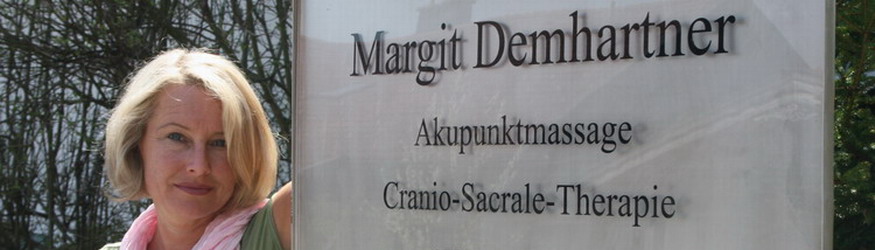 Margit Demhartner
Akupunktmassage
Cranio-Sacrale-Therapie